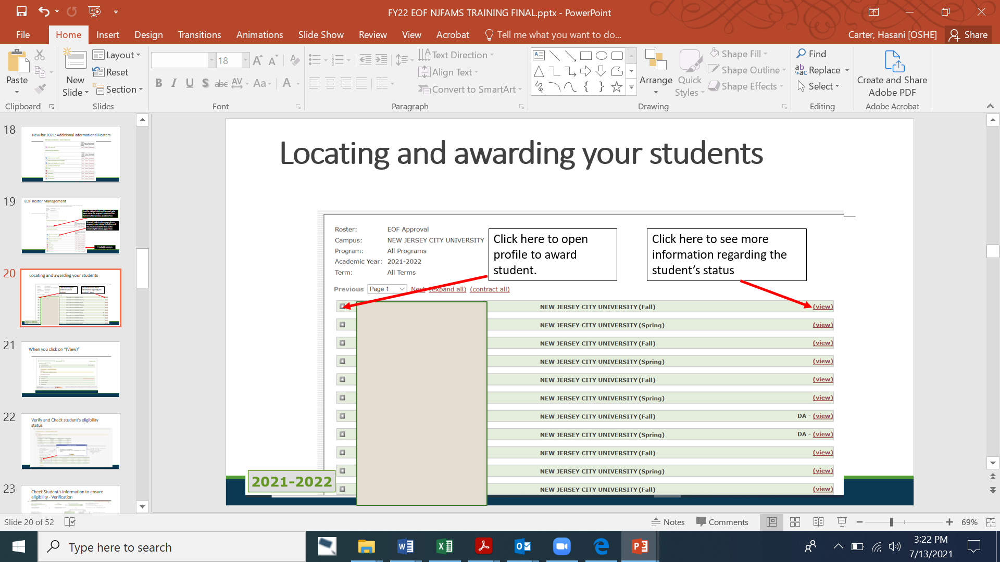 FY22 EOF NJFAMS TRAINING FINAL.pptx - PowerPoint
File Home Insert Design Transitions Animations Slide Show Review View Acrobat Tell me what you want to do... Carter, Hasani [OSHE] Share
Paste
New Slide
Layout
Reset
Section
18
B I U S abc AV Aa A
Text Direction
Align Text
Convert to SmartArt
Arrange
Quick Styles
Shape Fill
Shape Outline
Shape Effects
Find
Replace
Select
Create and Share Adobe PDF
Clipboard Slides Font Paragraph Drawing Editing Adobe Acrobat
18
New for 2021: Additional Informational Rosters
19
EOF Roster Management
20
Locating and awarding your students
21
When you click on "(View)"
22
Verify and Check student's eligibility
status
23
Check Student's information to ensure
eligibility - Verification
Locating and awarding your students
Roster: EOF Approval
Campus: NEW JERSEY CITY UNIVERSITY
Program: All Programs
Academic Year: 2021-2022
Term: All Terms
Click here to open
profile to award
student.
Click here to see more
information regarding the
student's status
Previous Page 1 Next (expand all) (contract all)
NEW JERSEY CITY UNIVERSITY (Fall) (view)
NEW JERSEY CITY UNIVERSITY (Spring) (view)
NEW JERSEY CITY UNIVERSITY (Fall) (view)
NEW JERSEY CITY UNIVERSITY (Spring) (view)
NEW JERSEY CITY UNIVERSITY (Fall) (view)
NEW JERSEY CITY UNIVERSITY (Spring) (view)
NEW JERSEY CITY UNIVERSITY (Fall) DA - (view)
NEW JERSEY CITY UNIVERSITY (Spring) DA - (view)
NEW JERSEY CITY UNIVERSITY (Fall) (view)
NEW JERSEY CITY UNIVERSITY (Spring) (view)
NEW JERSEY CITY UNIVERSITY (Fall) (view)
2021-2022
Slide 20 of 52 Notes Comments 69%
Type here to search
3:22 PM
7/13/2021